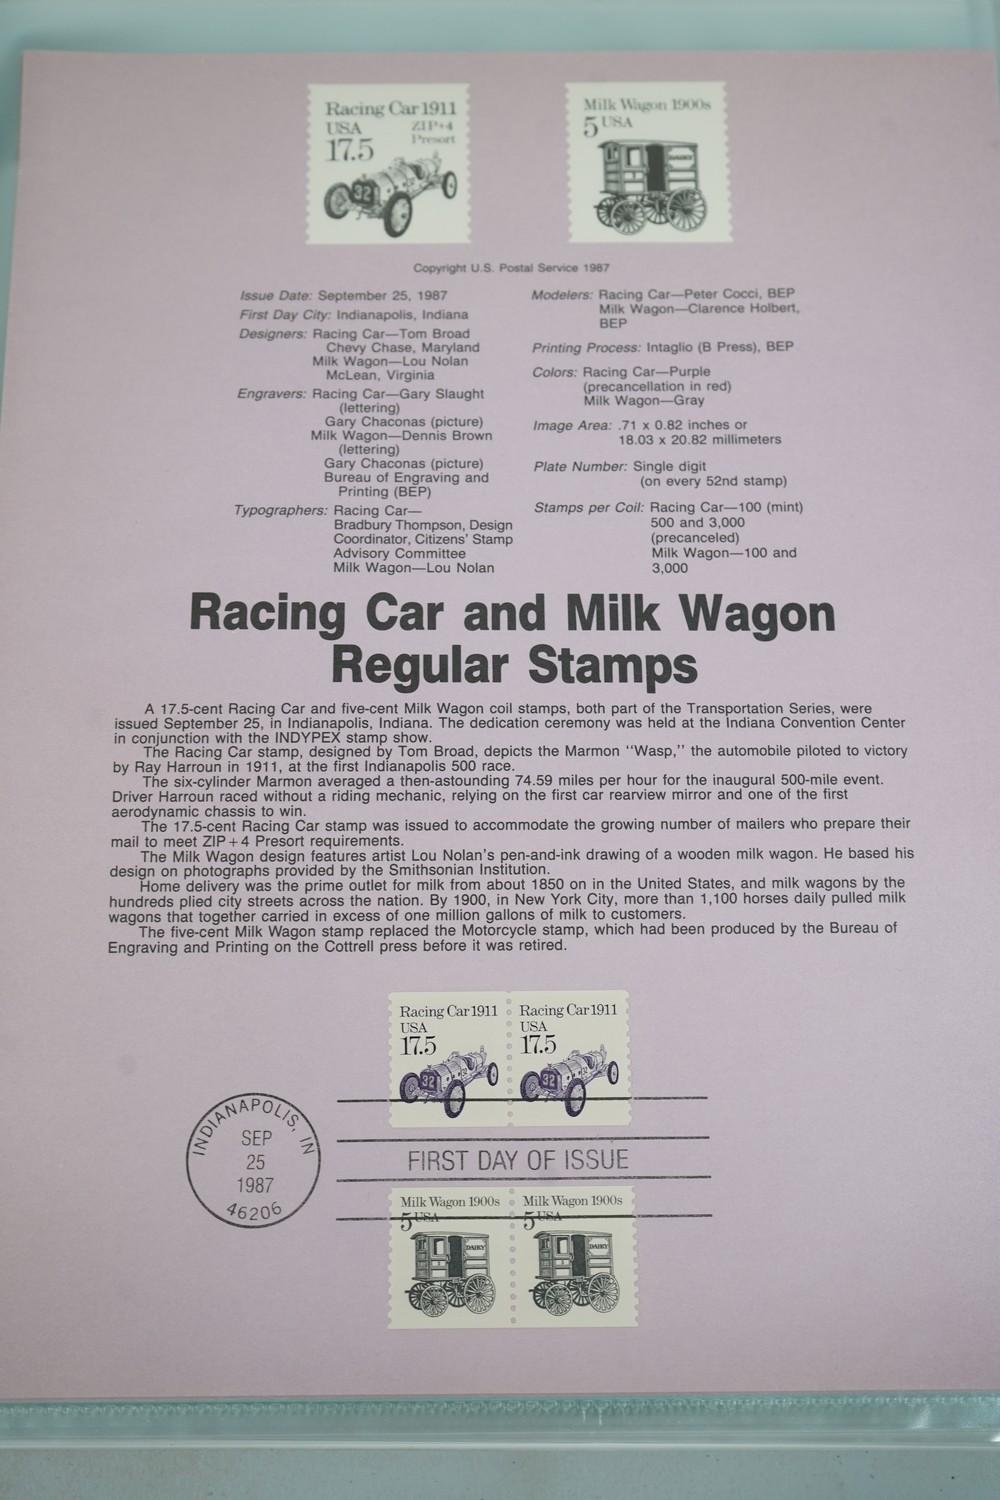 Racing Car 1911
USA ZIP+4
Presort
17.5
32
Milk Wagon 1900s
5 USA
DAIRY
Copyright U.S. Postal Service 1987
Issue Date: September 25, 1987
First Day City: Indianapolis, Indiana
Designers: Racing Car—Tom Broad
Chevy Chase, Maryland
Milk Wagon—Lou Nolan
McLean, Virginia
Engravers: Racing Car—Gary Slaught
(lettering)
Gary Chaconas (picture)
Milk Wagon—Dennis Brown
(lettering)
Gary Chaconas (picture)
Bureau of Engraving and
Printing (BEP)
Typographers: Racing Car—
Bradbury Thompson, Design
Coordinator, Citizens' Stamp
Advisory Committee
Milk Wagon—Lou Nolan
Modelers: Racing Car—Peter Cocci, BEP
Milk Wagon—Clarence Holbert,
BEP
Printing Process: Intaglio (B Press), BEP
Colors: Racing Car—Purple
(precancellation in red)
Milk Wagon—Gray
Image Area: .71 x 0.82 inches or
18.03 x 20.82 millimeters
Plate Number: Single digit
(on every 52nd stamp)
Stamps per Coil: Racing Car—100 (mint)
500 and 3,000
(precanceled)
Milk Wagon—100 and
3,000
Racing Car and Milk Wagon
Regular Stamps
A 17.5-cent Racing Car and five-cent Milk Wagon coil stamps, both part of the Transportation Series, were
issued September 25, in Indianapolis, Indiana. The dedication ceremony was held at the Indiana Convention Center
in conjunction with the INDYPEX stamp show.
The Racing Car stamp, designed by Tom Broad, depicts the Marmon "Wasp," the automobile piloted to victory
by Ray Harroun in 1911, at the first Indianapolis 500 race.
The six-cylinder Marmon averaged a then-astounding 74.59 miles per hour for the inaugural 500-mile event.
Driver Harroun raced without a riding mechanic, relying on the first car rearview mirror and one of the first
aerodynamic chassis to win.
The 17.5-cent Racing Car stamp was issued to accommodate the growing number of mailers who prepare their
mail to meet ZIP+4 Presort requirements.
The Milk Wagon design features artist Lou Nolan's pen-and-ink drawing of a wooden milk wagon. He based his
design on photographs provided by the Smithsonian Institution.
Home delivery was the prime outlet for milk from about 1850 on in the United States, and milk wagons by the
hundreds plied city streets across the nation. By 1900, in New York City, more than 1,100 horses daily pulled milk
wagons that together carried in excess of one million gallons of milk to customers.
The five-cent Milk Wagon stamp replaced the Motorcycle stamp, which had been produced by the Bureau of
Engraving and Printing on the Cottrell press before it was retired.
Racing Car 1911 Racing Car 1911
USA USA
17.5 17.5
32 32 32 32
INDIANAPOLIS, IN
SEP
25
1987
46206
FIRST DAY OF ISSUE
Milk Wagon 1900s Milk Wagon 1900s
5 USA 5 USA
DAIRY DAIRY